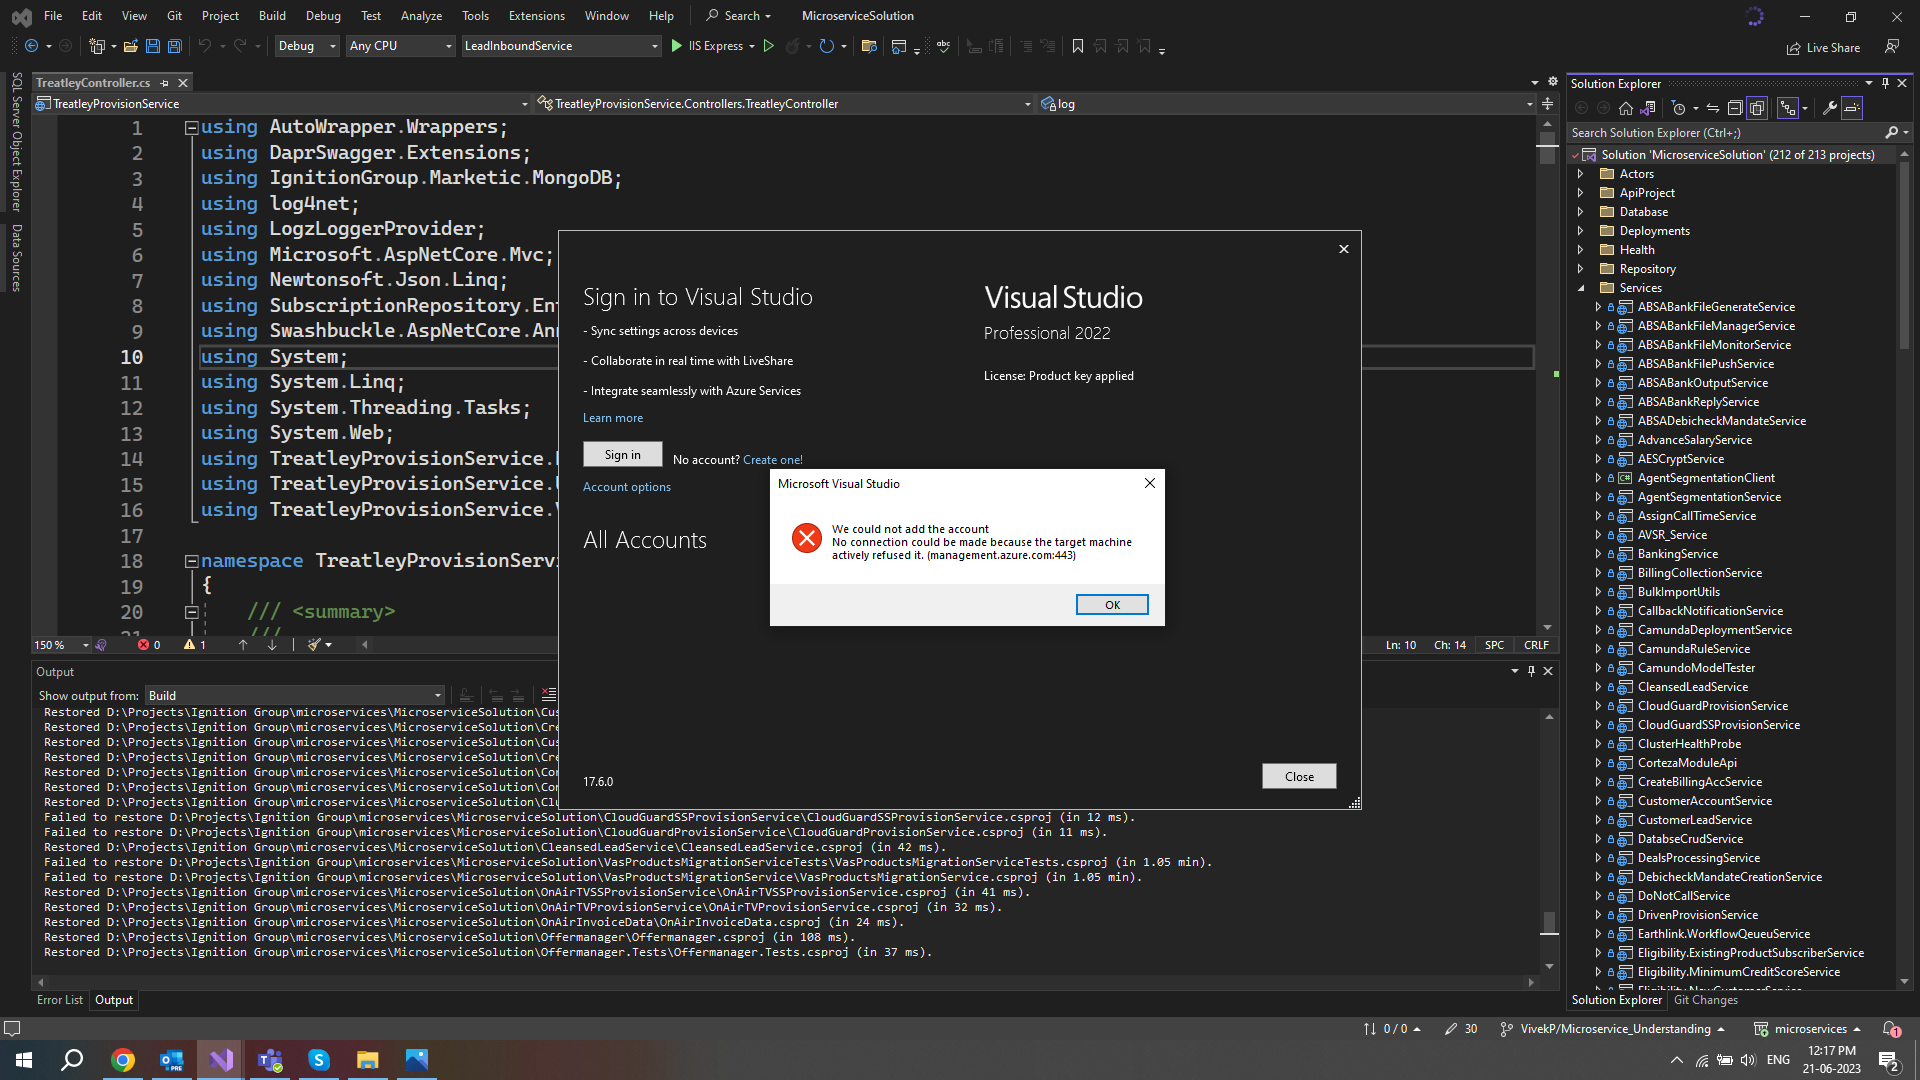 File Edit View Git Project Build Debug Test Analyze Tools Extensions Window Help Search MicroserviceSolution
Debug Any CPU LeadInboundService IIS Express Live Share
SQL Server Object Explorer
Data Sources
TreatleyController.cs
TreatleyProvisionService TreatleyProvisionService.Controllers.TreatleyController log
1 using AutoWrapper.Wrappers;
2 using DaprSwagger.Extensions;
3 using IgnitionGroup.Marketic.MongoDB;
4 using log4net;
5 using LogzLoggerProvider;
6 using Microsoft.AspNetCore.Mvc;
7 using Newtonsoft.Json.Linq;
8 using SubscriptionRepository.En
9 using Swashbuckle.AspNetCore.An
10 using System;
11 using System.Linq;
12 using System.Threading.Tasks;
13 using System.Web;
14 using TreatleyProvisionService.
15 using TreatleyProvisionService.
16 using TreatleyProvisionService.
17
18 namespace TreatleyProvisionServi
19 {
20 /// <summary>
150 % 0 1
Ln: 10 Ch: 14 SPC CRLF
Sign in to Visual Studio
- Sync settings across devices
- Collaborate in real time with LiveShare
- Integrate seamlessly with Azure Services
Learn more
Sign in No account? Create one!
Account options
All Accounts
Visual Studio
Professional 2022
License: Product key applied
17.6.0
Close
Microsoft Visual Studio
We could not add the account
No connection could be made because the target machine
actively refused it. (management.azure.com:443)
OK
Output
Show output from: Build
Restored D:\Projects\Ignition Group\microservices\MicroserviceSolution\Cus
Restored D:\Projects\Ignition Group\microservices\MicroserviceSolution\Cre
Restored D:\Projects\Ignition Group\microservices\MicroserviceSolution\Cus
Restored D:\Projects\Ignition Group\microservices\MicroserviceSolution\Cre
Restored D:\Projects\Ignition Group\microservices\MicroserviceSolution\Cor
Restored D:\Projects\Ignition Group\microservices\MicroserviceSolution\Cor
Restored D:\Projects\Ignition Group\microservices\MicroserviceSolution\Clu
Failed to restore D:\Projects\Ignition Group\microservices\MicroserviceSolution\CloudGuardSSProvisionService\CloudGuardSSProvisionService.csproj (in 12 ms).
Failed to restore D:\Projects\Ignition Group\microservices\MicroserviceSolution\CloudGuardProvisionService\CloudGuardProvisionService.csproj (in 11 ms).
Restored D:\Projects\Ignition Group\microservices\MicroserviceSolution\CleansedLeadService\CleansedLeadService.csproj (in 42 ms).
Failed to restore D:\Projects\Ignition Group\microservices\MicroserviceSolution\VasProductsMigrationServiceTests\VasProductsMigrationServiceTests.csproj (in 1.05 min).
Failed to restore D:\Projects\Ignition Group\microservices\MicroserviceSolution\VasProductsMigrationService\VasProductsMigrationService.csproj (in 1.05 min).
Restored D:\Projects\Ignition Group\microservices\MicroserviceSolution\OnAirTVSSProvisionService\OnAirTVSSProvisionService.csproj (in 41 ms).
Restored D:\Projects\Ignition Group\microservices\MicroserviceSolution\OnAirTVProvisionService\OnAirTVProvisionService.csproj (in 32 ms).
Restored D:\Projects\Ignition Group\microservices\MicroserviceSolution\OnAirInvoiceData\OnAirInvoiceData.csproj (in 24 ms).
Restored D:\Projects\Ignition Group\microservices\MicroserviceSolution\Offermanager\Offermanager.csproj (in 108 ms).
Restored D:\Projects\Ignition Group\microservices\MicroserviceSolution\Offermanager.Tests\Offermanager.Tests.csproj (in 37 ms).
Error List Output
Solution Explorer
Search Solution Explorer (Ctrl+;)
Solution 'MicroserviceSolution' (212 of 213 projects)
Actors
ApiProject
Database
Deployments
Health
Repository
Services
ABSABankFileGenerateService
ABSABankFileManagerService
ABSABankFileMonitorService
ABSABankFilePushService
ABSABankOutputService
ABSABankReplyService
ABSADebicheckMandateService
AdvanceSalaryService
AESCryptService
AgentSegmentationClient
AgentSegmentationService
AssignCallTimeService
AVSR_Service
BankingService
BillingCollectionService
BulkImportUtils
CallbackNotificationService
CamundaDeploymentService
CamundaRuleService
CamundoModelTester
CleansedLeadService
CloudGuardProvisionService
CloudGuardSSProvisionService
ClusterHealthProbe
CortezaModuleApi
CreateBillingAccService
CustomerAccountService
CustomerLeadService
DatabseCrudService
DealsProcessingService
DebicheckMandateCreationService
DoNotCallService
DrivenProvisionService
Earthlink.WorkflowQeueuService
Eligibility.ExistingProductSubscriberService
Eligibility.MinimumCreditScoreService
Solution Explorer Git Changes
0 / 0 30 VivekP/Microservice_Understanding microservices 1
ENG
12:17 PM
21-06-2023
2